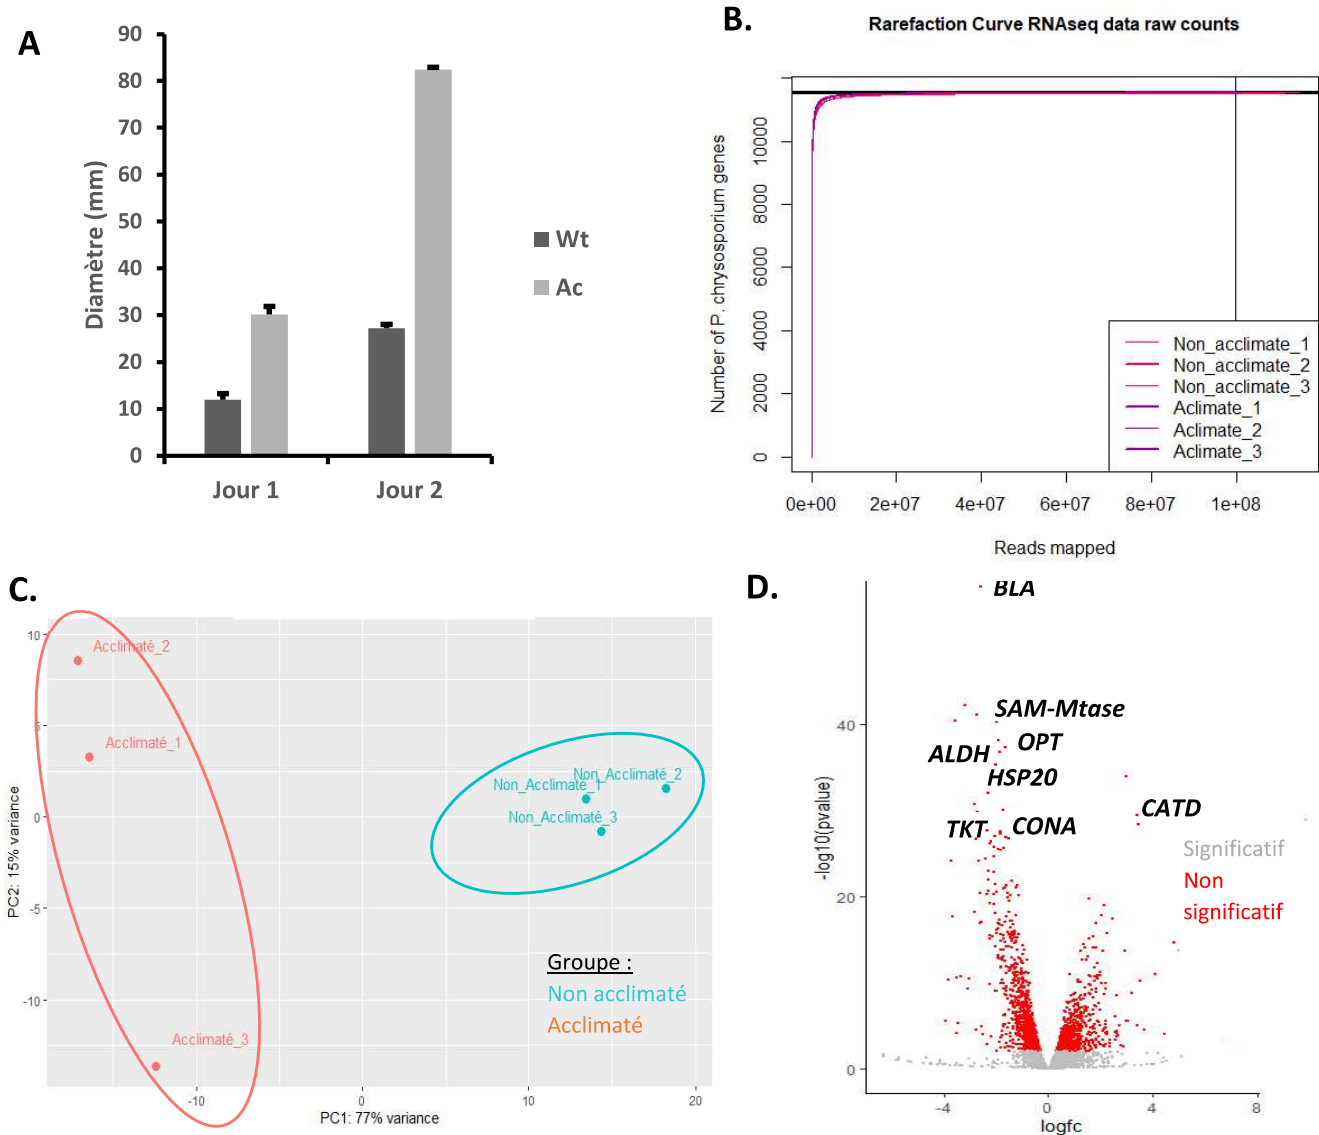 A
90
80
70
60
50
40
30
20
10
0
Diamètre (mm)
Jour 1
Jour 2
Wt
Ac
B.
Rarefaction Curve RNAseq data raw counts
Number of P. chrysosporium genes
10000
8000
6000
4000
2000
0
Non_acclimate_1
Non_acclimate_2
Non_acclimate_3
Aclimate_1
Aclimate_2
Aclimate_3
0e+00 2e+07 4e+07 6e+07 8e+07 1e+08
Reads mapped
C.
10
5
0
-5
-10
PC2: 15% variance
Acclimaté_2
Acclimaté_1
Acclimaté_3
Non_Acclimaté_2
Non_Acclimaté_1
Non_Acclimaté_3
Groupe :
Non acclimaté
Acclimaté
-10 0 10 20
PC1: 77% variance
D.
BLA
SAM-Mtase
OPT
ALDH
HSP20
CATD
TKT
CONA
Significatif
Non
significatif
40
20
0
-log10(pvalue)
-4 0 4 8
logfc